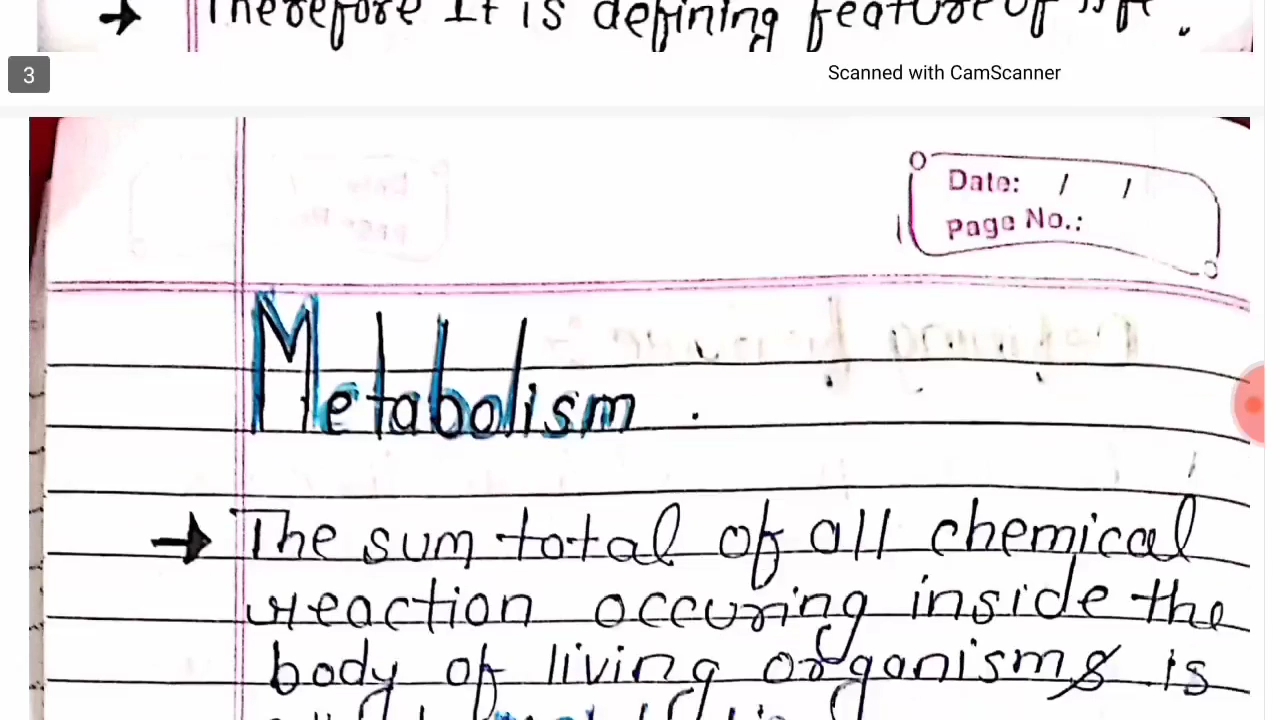 → Therefore It is defining feature of life.
3
Scanned with CamScanner
Date: / /
Page No.:
Metabolism.
→ The sum total of all chemical
reaction occuring inside the
body of living organisms is